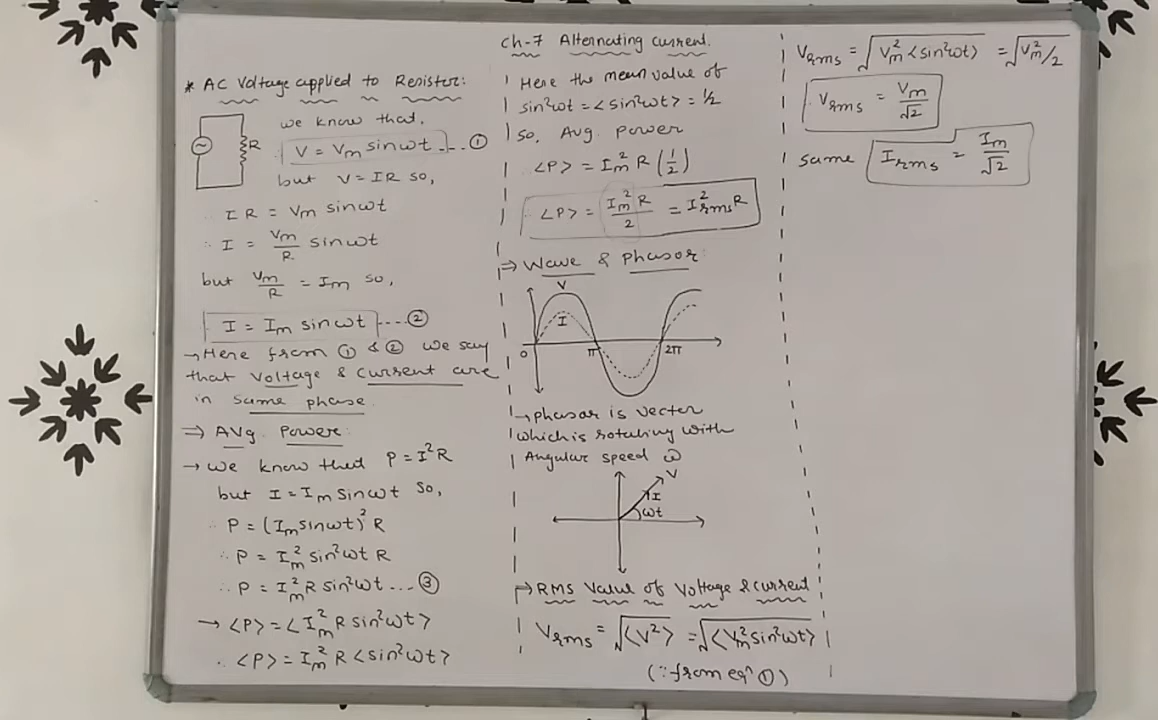 Ch-7 Alternating current.
* AC Voltage applied to Resistor:
R
we know that,
V = Vm sinωt ---- ①
but V = IR so,
∴ IR = Vm sinωt
∴ I = Vm/R sinωt
but Vm/R = Im so,
I = Im sinωt ---- ②
→ Here from ① & ② we say
that voltage & current are
in same phase.
⇒ Avg. Power:
→ we know that P = I²R
but I = Im sinωt so,
∴ P = (Im sinωt)² R
∴ P = Im² sin²ωt R
∴ P = Im² R sin²ωt --- ③
→ <P> = <Im² R sin²ωt>
∴ <P> = Im² R <sin²ωt>
Here the mean value of
sin²ωt = <sin²ωt> = 1/2
so, Avg. power
<P> = Im² R (1/2)
<P> = Im² R/2 = I²rms R
⇒ Wave & Phasor:
V
I
0 π 2π
→ phasor is vecter
which is rotating with
Angular speed ω
V
I
ωt
⇒ RMS Value of Voltage & current
Vrms = √<V²> = √<Vm² sin²ωt>
(∵ from eqⁿ ①)
Vrms = √Vm² <sin²ωt> = √Vm²/2
Vrms = Vm/√2
same Irms = Im/√2